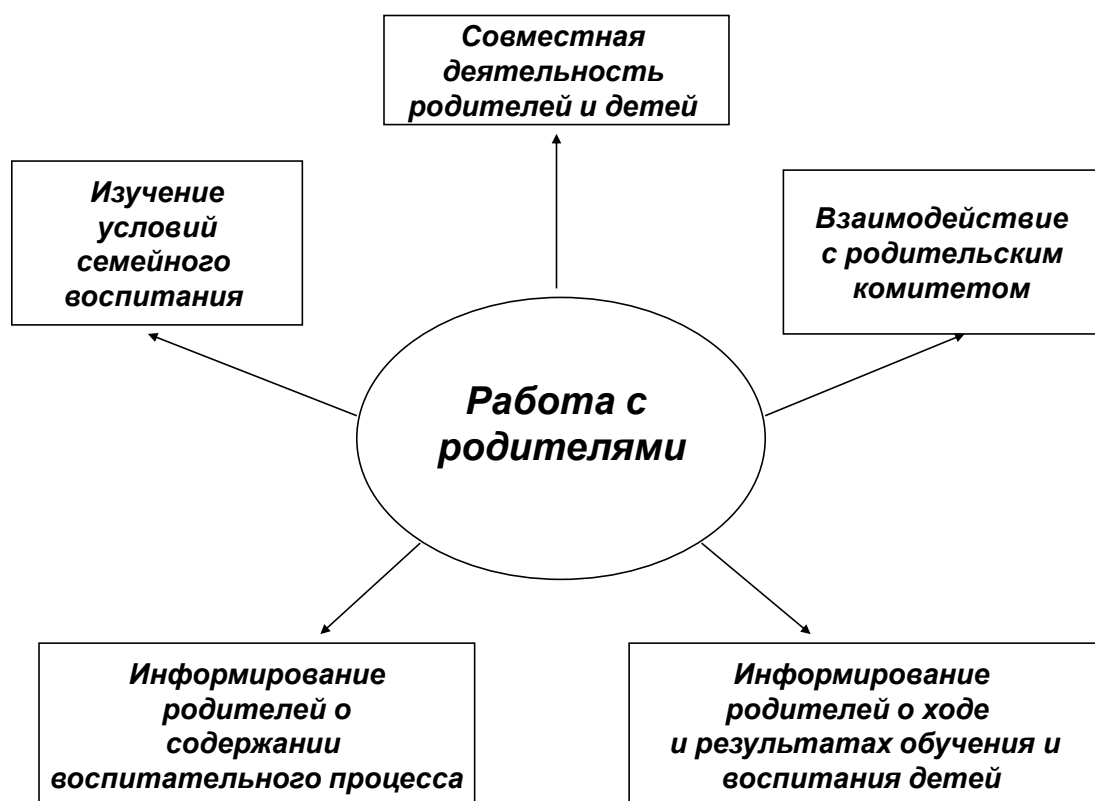 Совместная
деятельность
родителей и детей
Изучение
условий
семейного
воспитания
Взаимодействие
с родительским
комитетом
Работа с
родителями
Информирование
родителей о
содержании
воспитательного процесса
Информирование
родителей о ходе
и результатах обучения и
воспитания детей